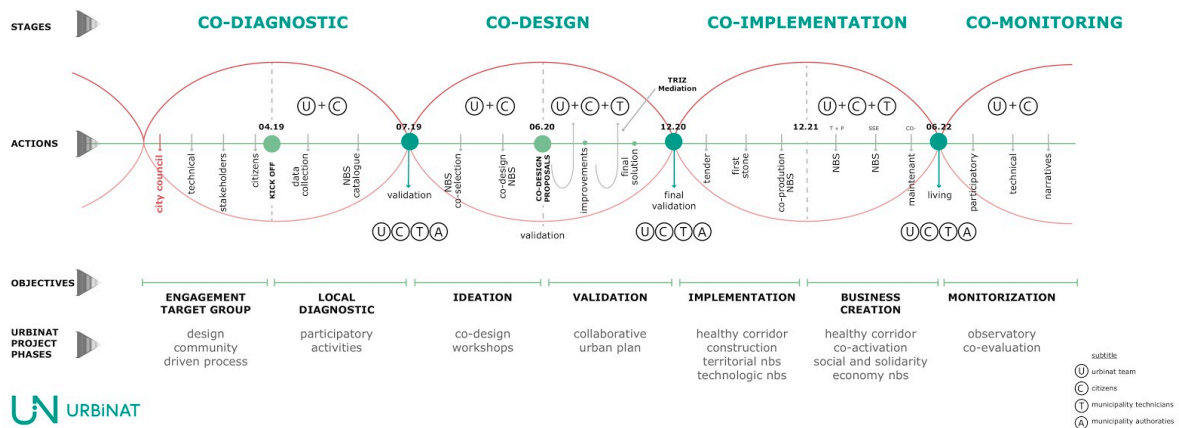 STAGES
CO-DIAGNOSTIC
CO-DESIGN
CO-IMPLEMENTATION
CO-MONITORING
TRIZ
Mediation
U+C
U+C
U+C+T
U+C+T
U+C
ACTIONS
04.19
07.19
06.20
12.20
12.21
T + P
SSE
CO-
06.22
city council
technical
stakeholders
citizens
KICK OFF
data
collection
NBS
catalogue
validation
NBS
co-selection
co-design
NBS
CO-DESIGN
PROPOSALS
improvements
final
solution
final
validation
tender
first
stone
co-production
NBS
NBS
NBS
maintenant
living
participatory
technical
narratives
validation
UCTA
UCTA
UCTA
OBJECTIVES
ENGAGEMENT
TARGET GROUP
LOCAL
DIAGNOSTIC
IDEATION
VALIDATION
IMPLEMENTATION
BUSINESS
CREATION
MONITORIZATION
URBINAT
PROJECT
PHASES
design
community
driven process
participatory
activities
co-design
workshops
collaborative
urban plan
healthy corridor
construction
territorial nbs
technologic nbs
healthy corridor
co-activation
social and solidarity
economy nbs
observatory
co-evaluation
subtitle
U urbinat team
C citizens
T municipality technicians
A municipality authoraties
UN URBiNAT